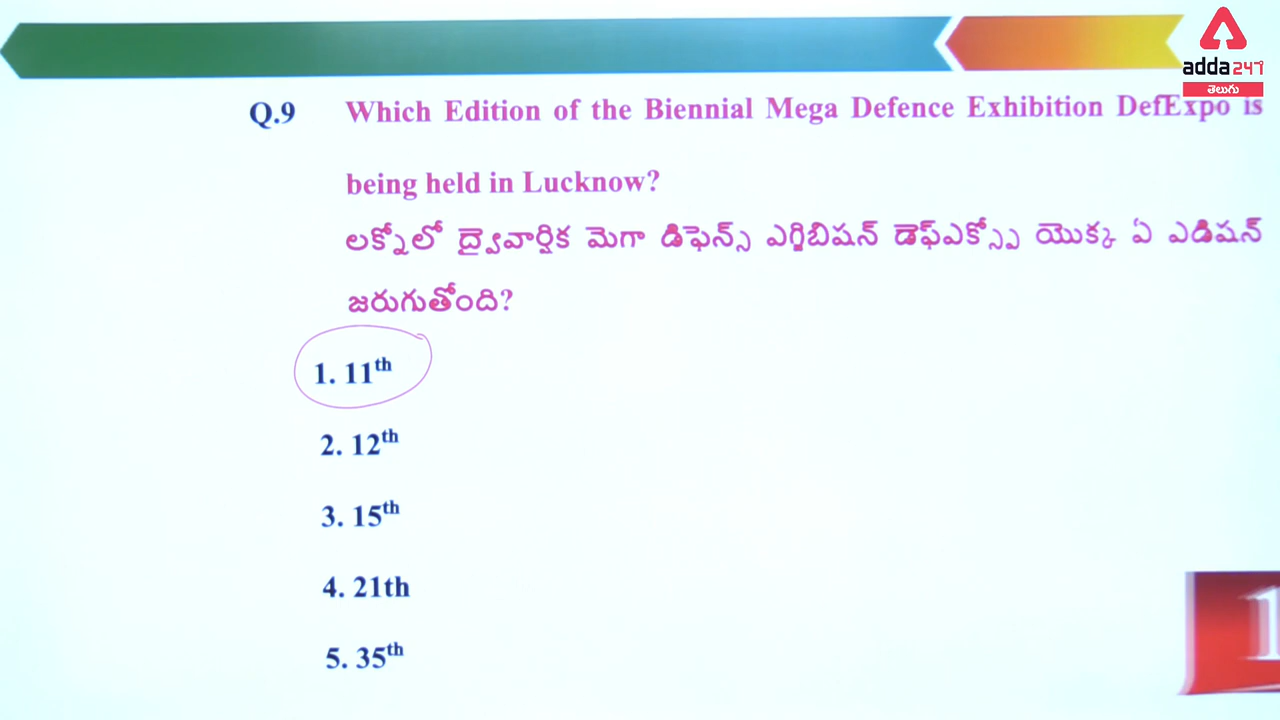 adda247
తెలుగు
Q.9 Which Edition of the Biennial Mega Defence Exhibition DefExpo is
being held in Lucknow?
లక్నోలో ద్వైవార్షిక మెగా డిఫెన్స్ ఎగ్జిబిషన్ డెఫ్ఎక్స్పో యొక్క ఏ ఎడిషన్
జరుగుతోంది?
1. 11th
2. 12th
3. 15th
4. 21th
5. 35th
1